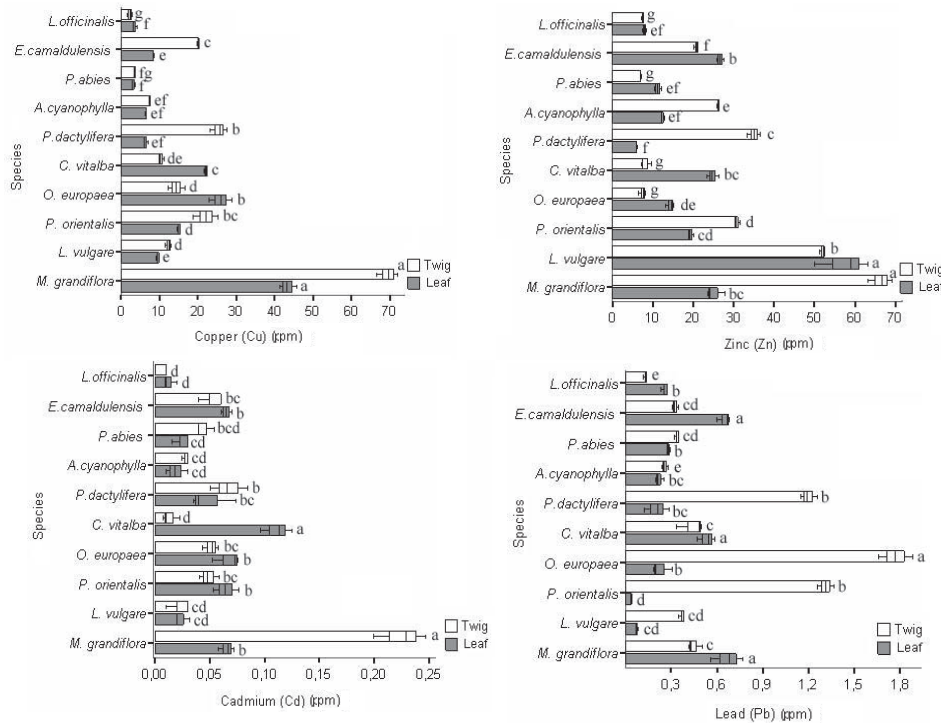 L.officinalis
g
f
E.camaldulensis
c
e
P.abies
fg
f
A.cyanophylla
ef
ef
P.dactylifera
b
ef
C. vitalba
de
c
O. europaea
d
b
P. orientalis
bc
d
L. vulgare
d
e
M. grandiflora
a
a
Species
Twig
Leaf
0 10 20 30 40 50 60 70 80
Copper (Cu) (ppm)
L.officinalis
g
ef
E.camaldulensis
f
b
P.abies
g
ef
A.cyanophylla
e
ef
P.dactylifera
c
f
C. vitalba
g
bc
O. europaea
g
de
P. orientalis
d
cd
L. vulgare
b
a
M. grandiflora
a
bc
Species
Twig
Leaf
0 10 20 30 40 50 60 70
Zinc (Zn) (ppm)
L.officinalis
d
d
E.camaldulensis
bc
b
P.abies
bcd
cd
A.cyanophylla
cd
cd
P.dactylifera
b
bc
C. vitalba
d
a
O. europaea
bc
b
P. orientalis
bc
b
L. vulgare
cd
cd
M. grandiflora
a
b
Species
Twig
Leaf
0,00 0,05 0,10 0,15 0,20 0,25
Cadmium (Cd) (ppm)
L.officinalis
e
b
E.camaldulensis
cd
a
P.abies
cd
b
A.cyanophylla
e
bc
P.dactylifera
b
bc
C. vitalba
c
a
O. europaea
a
b
P. orientalis
b
d
L. vulgare
cd
cd
M. grandiflora
c
a
Species
Twig
Leaf
0,3 0,6 0,9 1,2 1,5 1,8
Lead (Pb) (ppm)